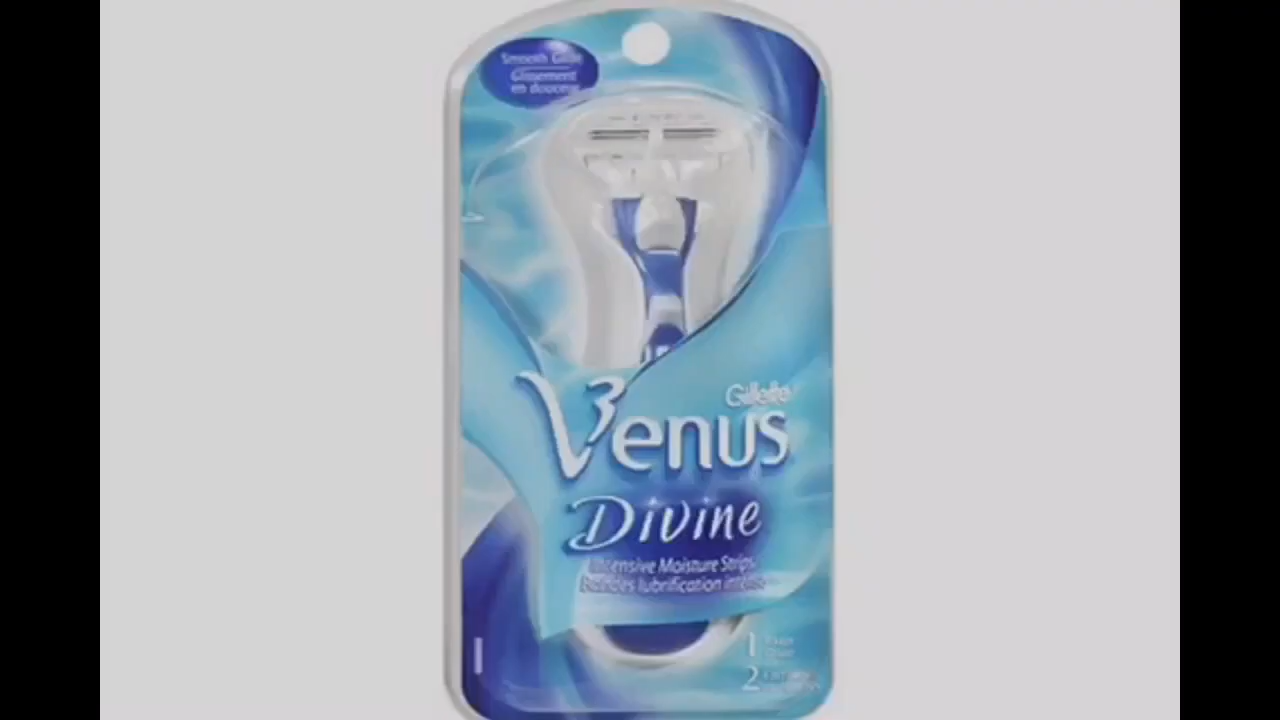 Smooth Glide
Glissement
en douceur
Gillette
Venus
Divine
Intensive Moisture Strips
Bandes lubrification intense
1
2